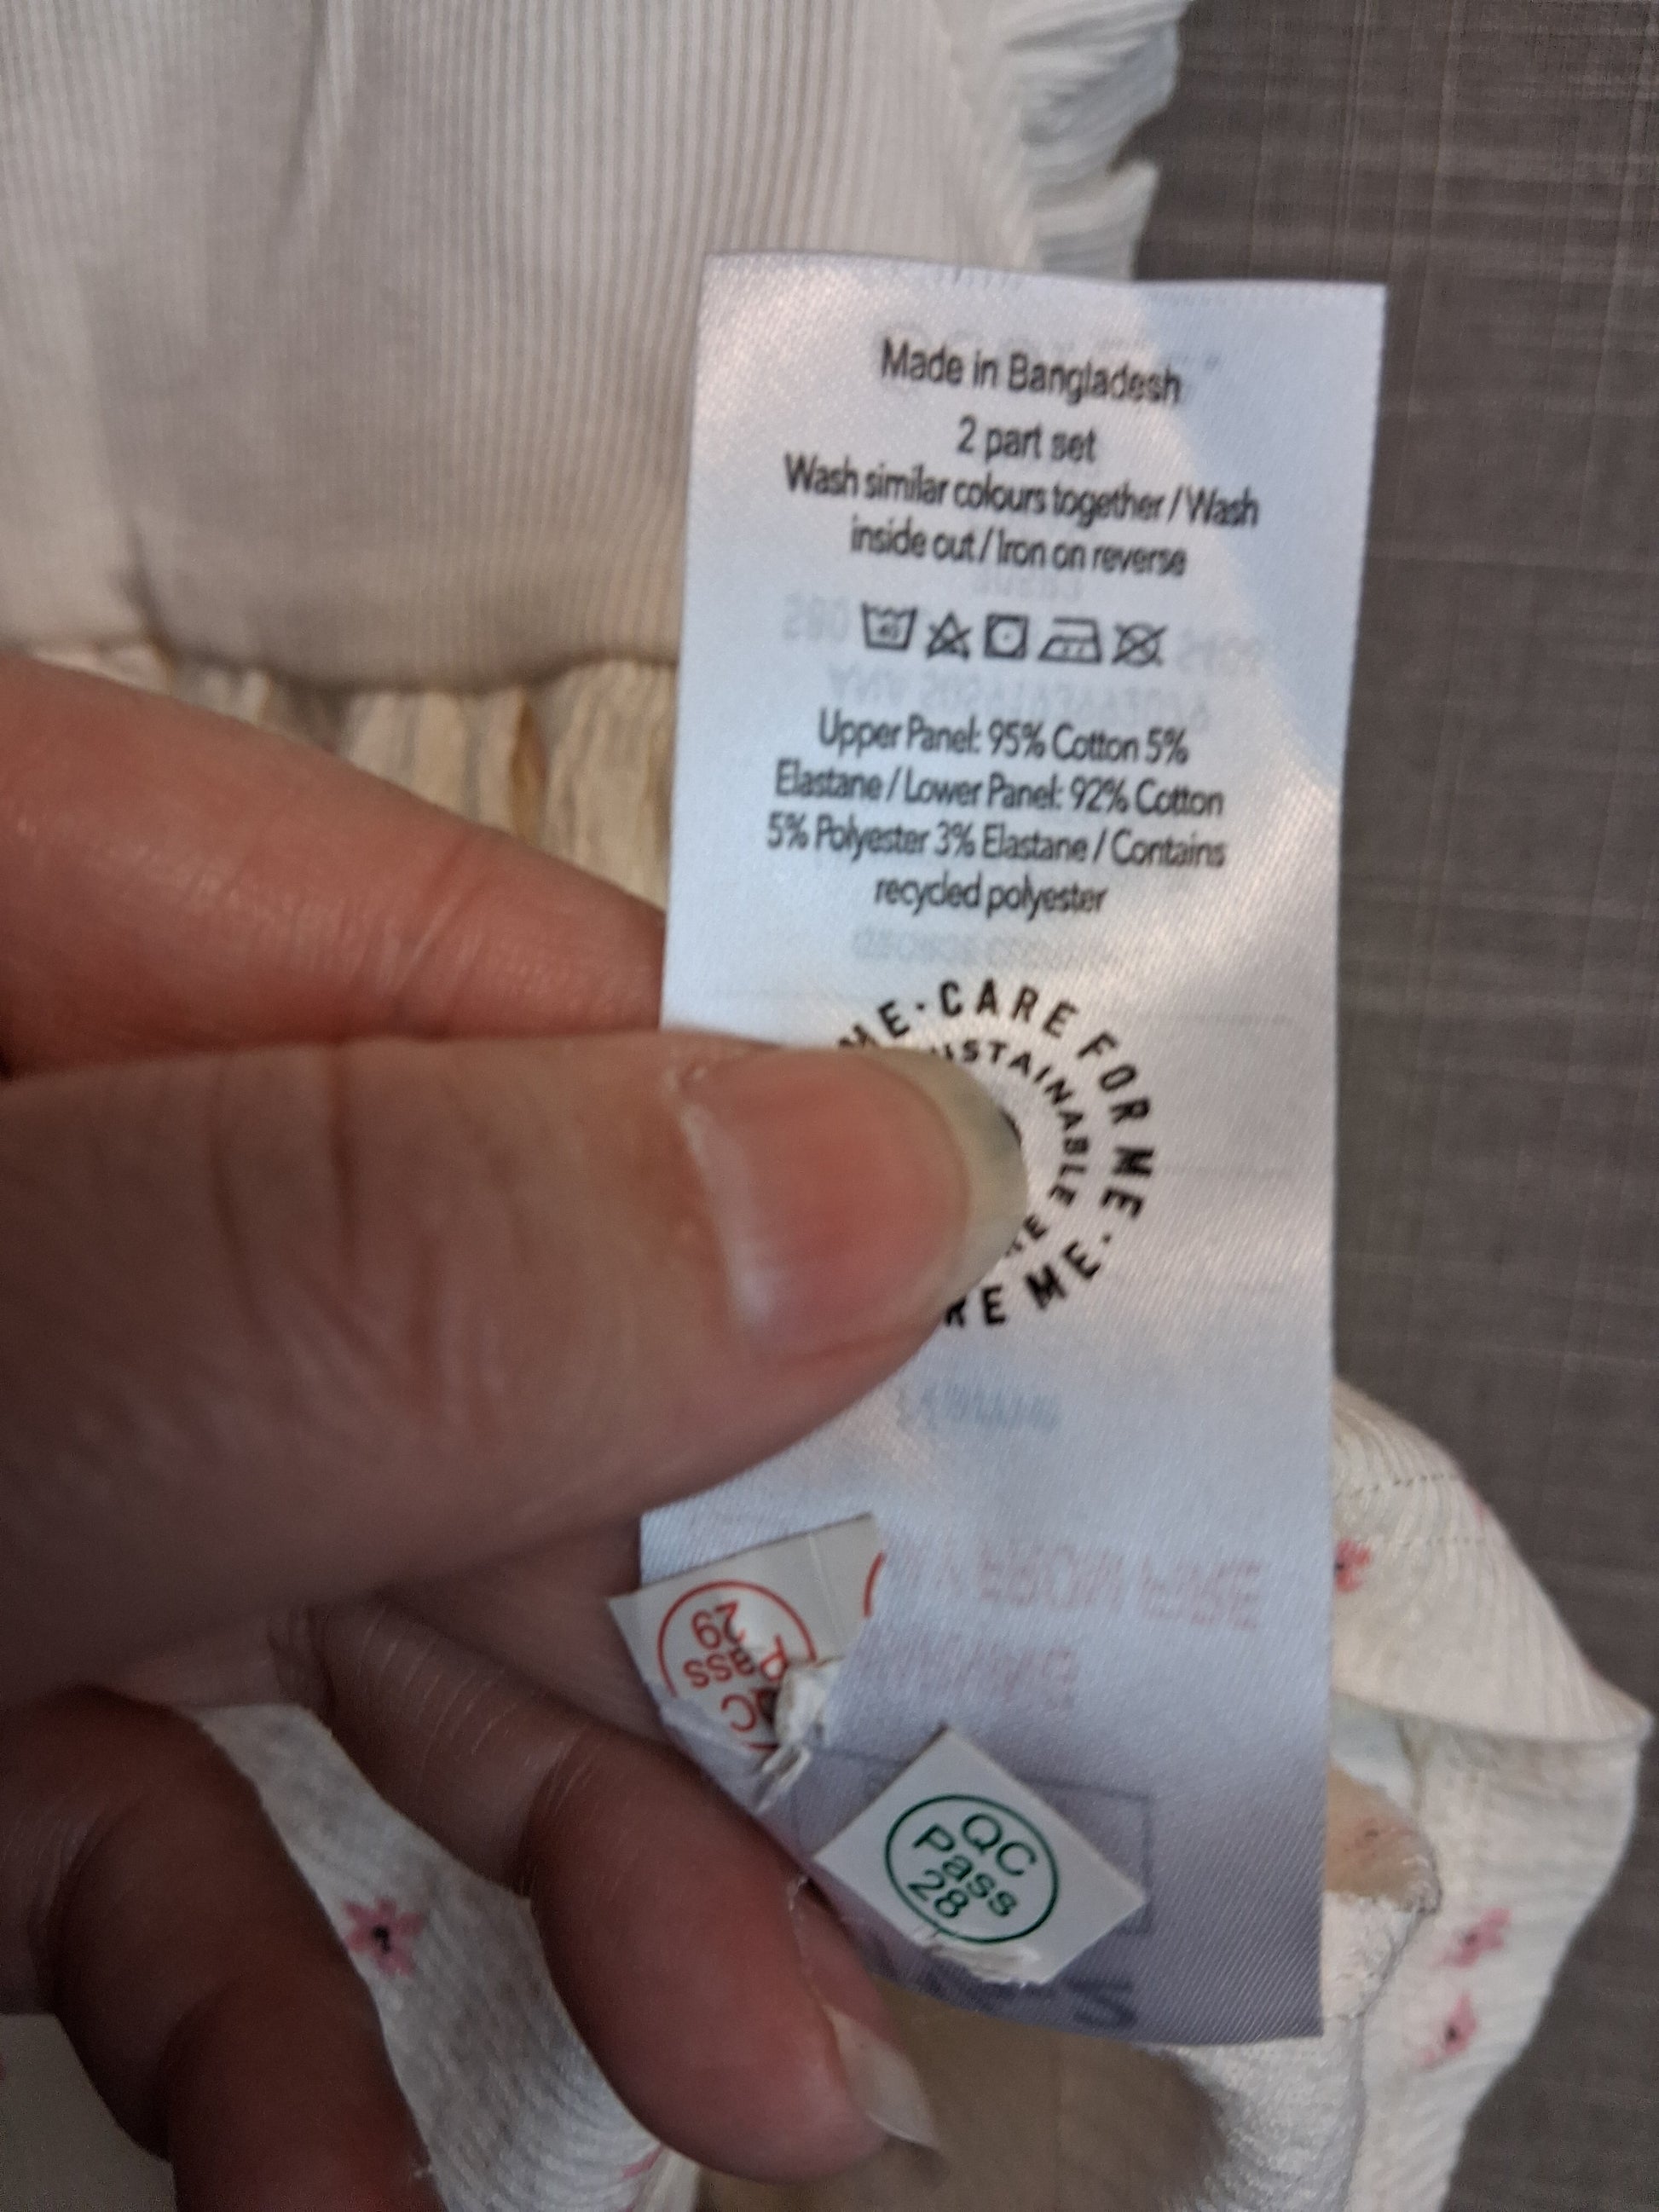 Made in Bangladesh
2 part set
Wash similar colours together / Wash
inside out / Iron on reverse
40
Upper Panel: 95% Cotton 5%
Elastane / Lower Panel: 92% Cotton
5% Polyester 3% Elastane / Contains
recycled polyester
ME · CARE FOR ME ·
ME
QC
Pass
29
QC
Pass
28